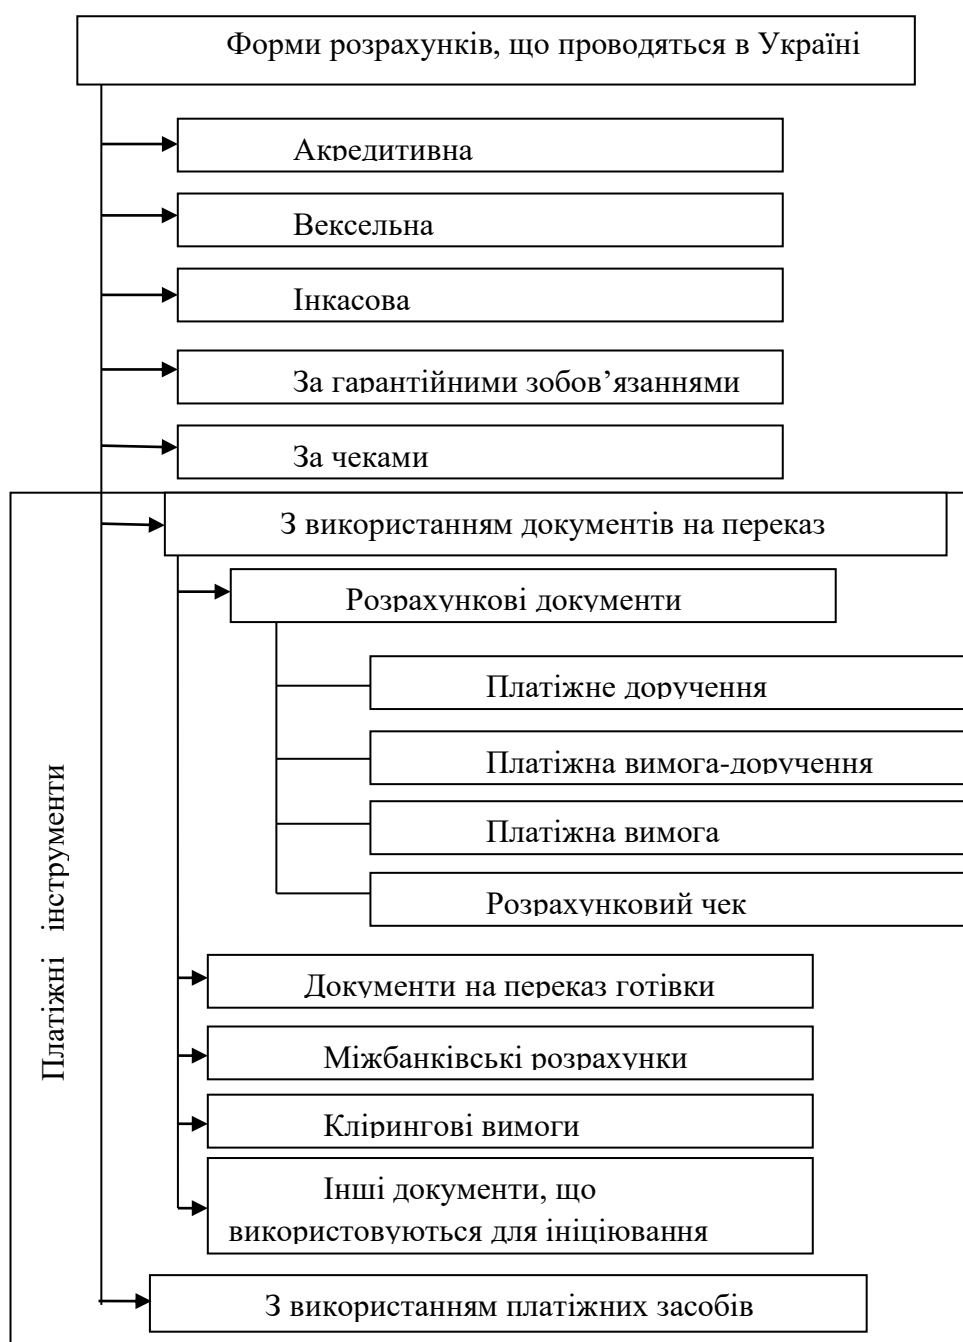 Форми розрахунків, що проводяться в Україні
Акредитивна
Вексельна
Інкасова
За гарантійними зобов’язаннями
За чеками
З використанням документів на переказ
Розрахункові документи
Платіжне доручення
Платіжна вимога-доручення
Платіжна вимога
Розрахунковий чек
Платіжні інструменти
Документи на переказ готівки
Міжбанківські розрахунки
Клірингові вимоги
Інші документи, що
використовуються для ініціювання
З використанням платіжних засобів